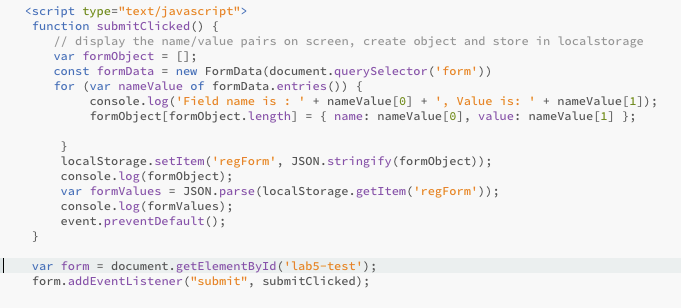 <script type="text/javascript">
function submitClicked() {
// display the name/value pairs on screen, create object and store in localstorage
var formObject = [];
const formData = new FormData(document.querySelector('form'))
for (var nameValue of formData.entries()) {
console.log('Field name is : ' + nameValue[0] + ', Value is: ' + nameValue[1]);
formObject[formObject.length] = { name: nameValue[0], value: nameValue[1] };
}
localStorage.setItem('regForm', JSON.stringify(formObject));
console.log(formObject);
var formValues = JSON.parse(localStorage.getItem('regForm'));
console.log(formValues);
event.preventDefault();
}
var form = document.getElementById('lab5-test');
form.addEventListener("submit", submitClicked);